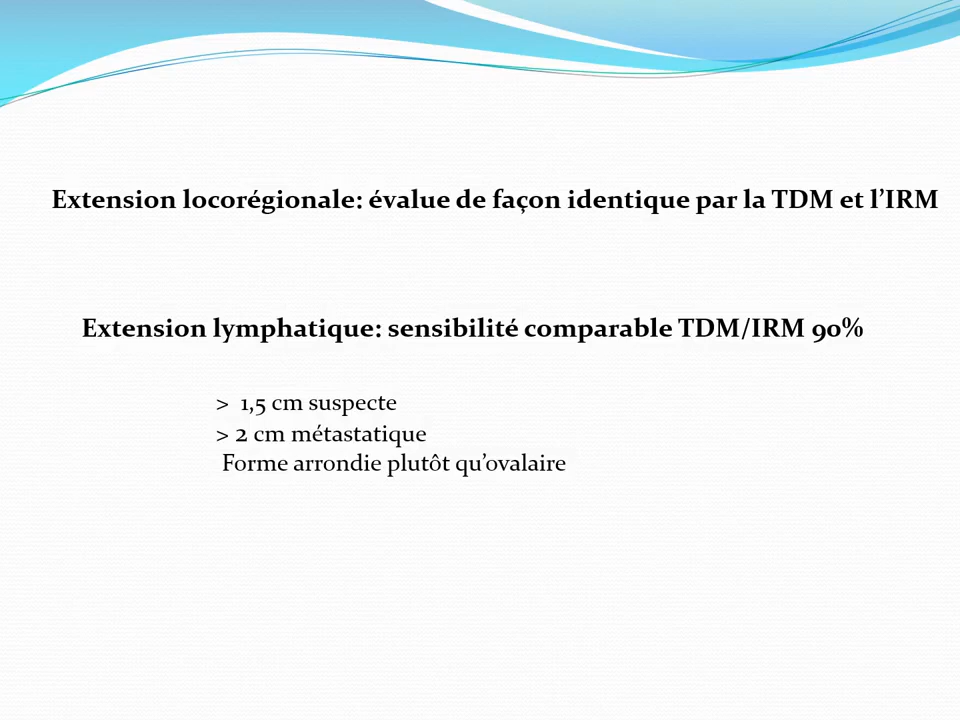 Extension locorégionale: évalue de façon identique par la TDM et l’IRM
Extension lymphatique: sensibilité comparable TDM/IRM 90%
> 1,5 cm suspecte
> 2 cm métastatique
Forme arrondie plutôt qu’ovalaire